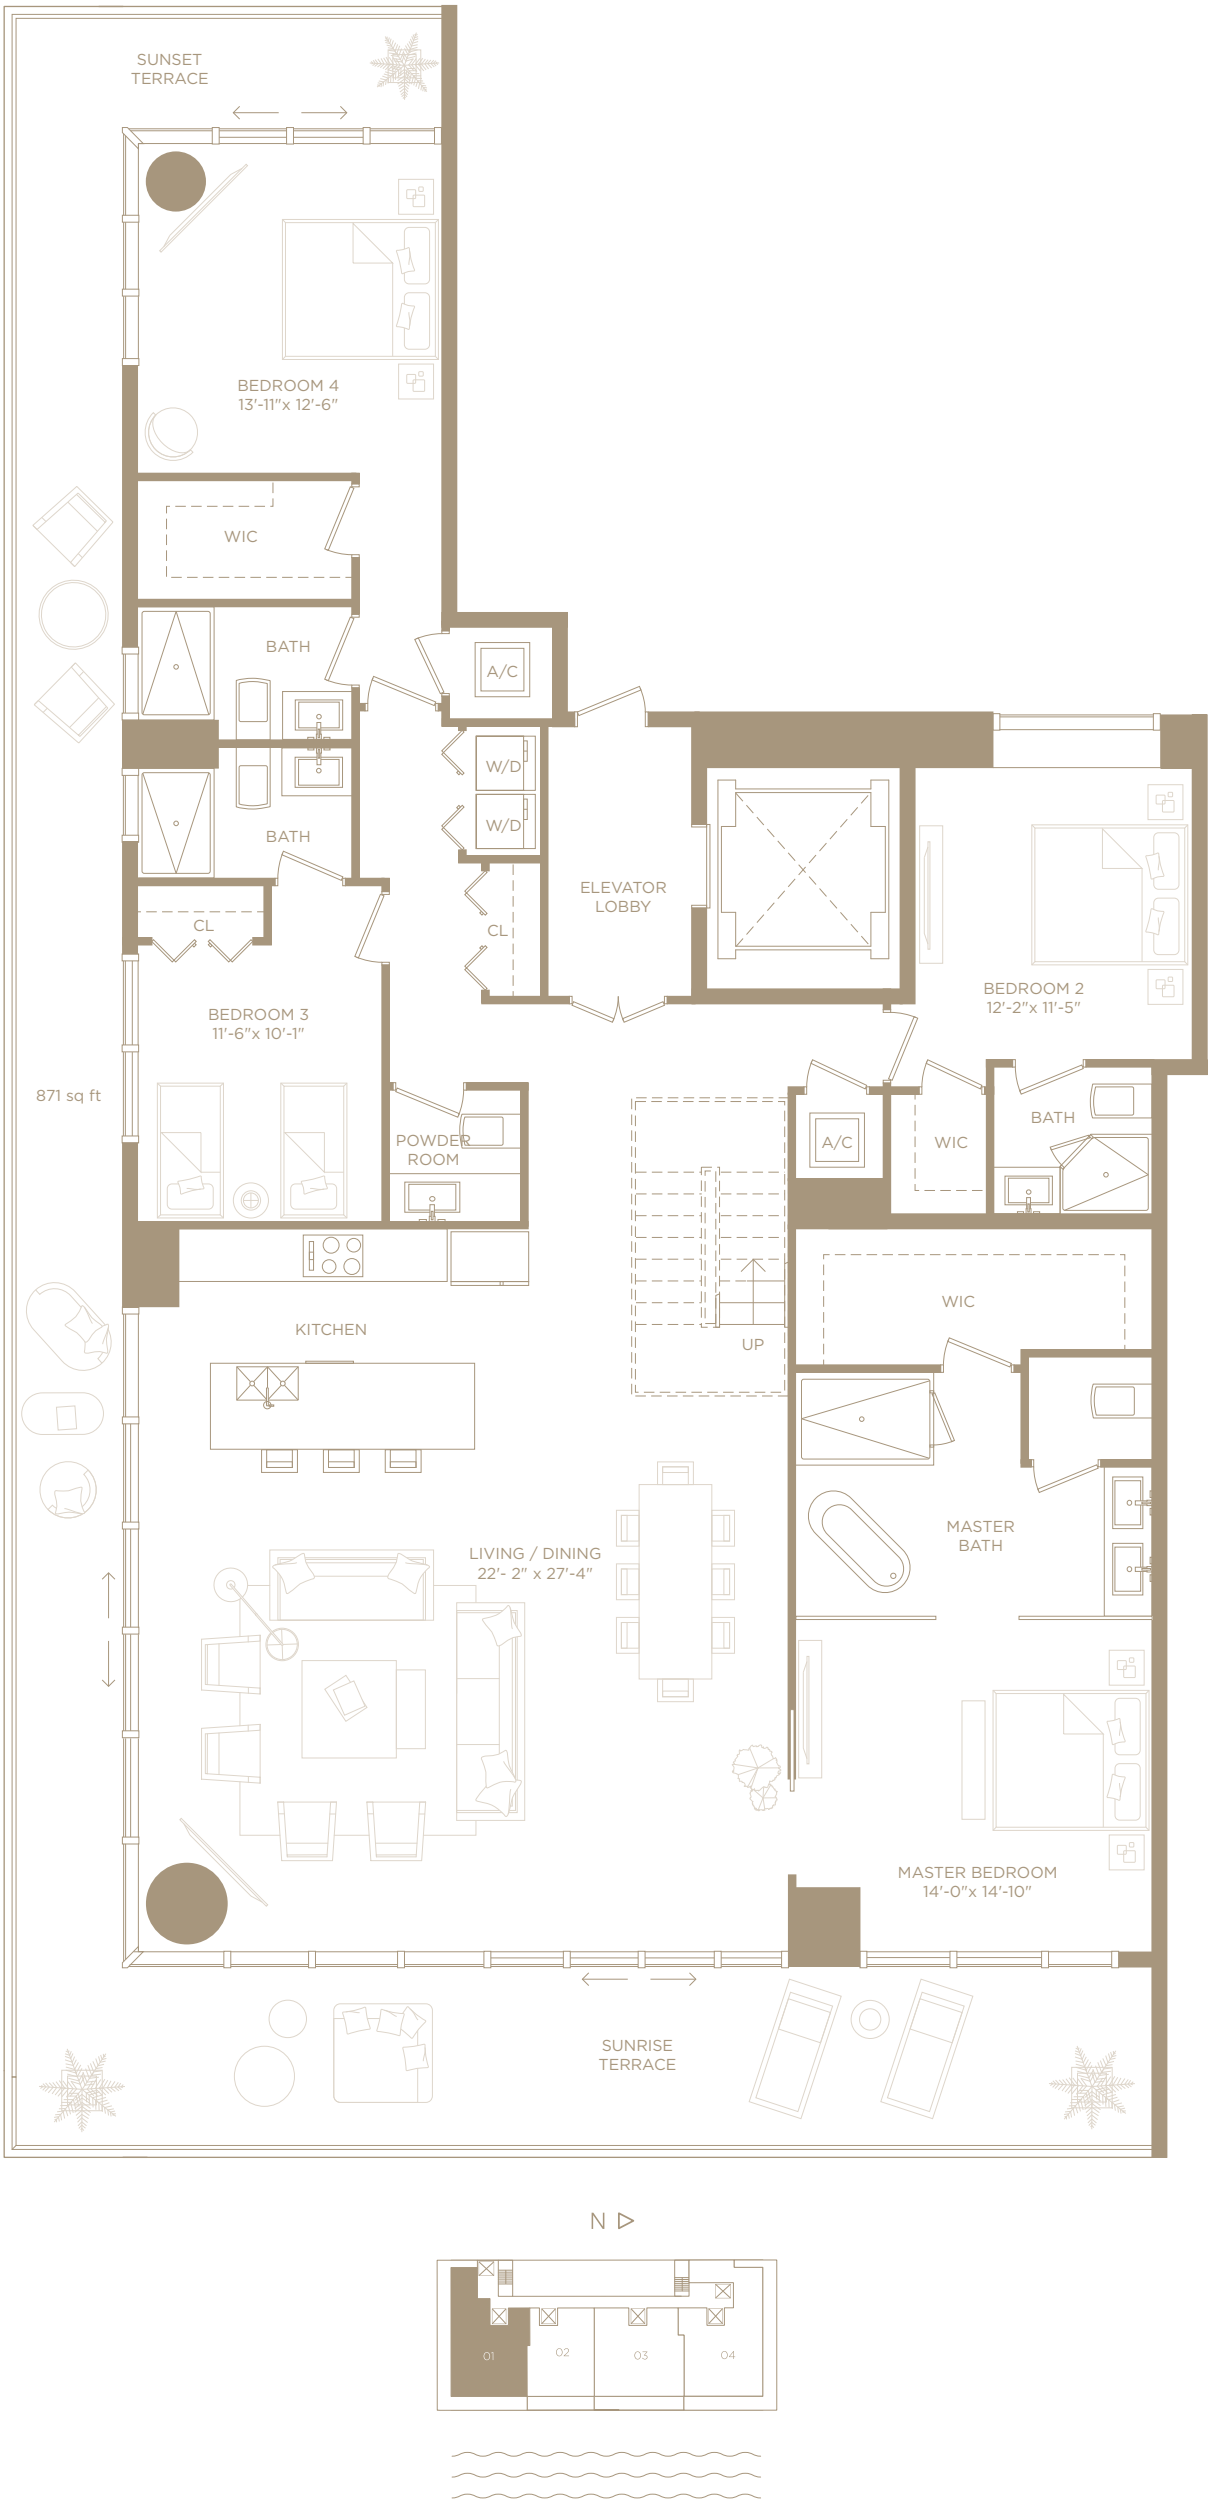 SUNSET
TERRACE
BEDROOM 4
13'-11"x 12'-6"
WIC
BATH
A/C
W/D
W/D
BATH
ELEVATOR
LOBBY
CL
CL
BEDROOM 2
12'-2"x 11'-5"
BEDROOM 3
11'-6"x 10'-1"
871 sq ft
BATH
POWDER
ROOM
A/C
WIC
WIC
KITCHEN
UP
MASTER
BATH
LIVING / DINING
22'- 2" x 27'-4"
MASTER BEDROOM
14'-0"x 14'-10"
SUNRISE
TERRACE
N
01
02
03
04